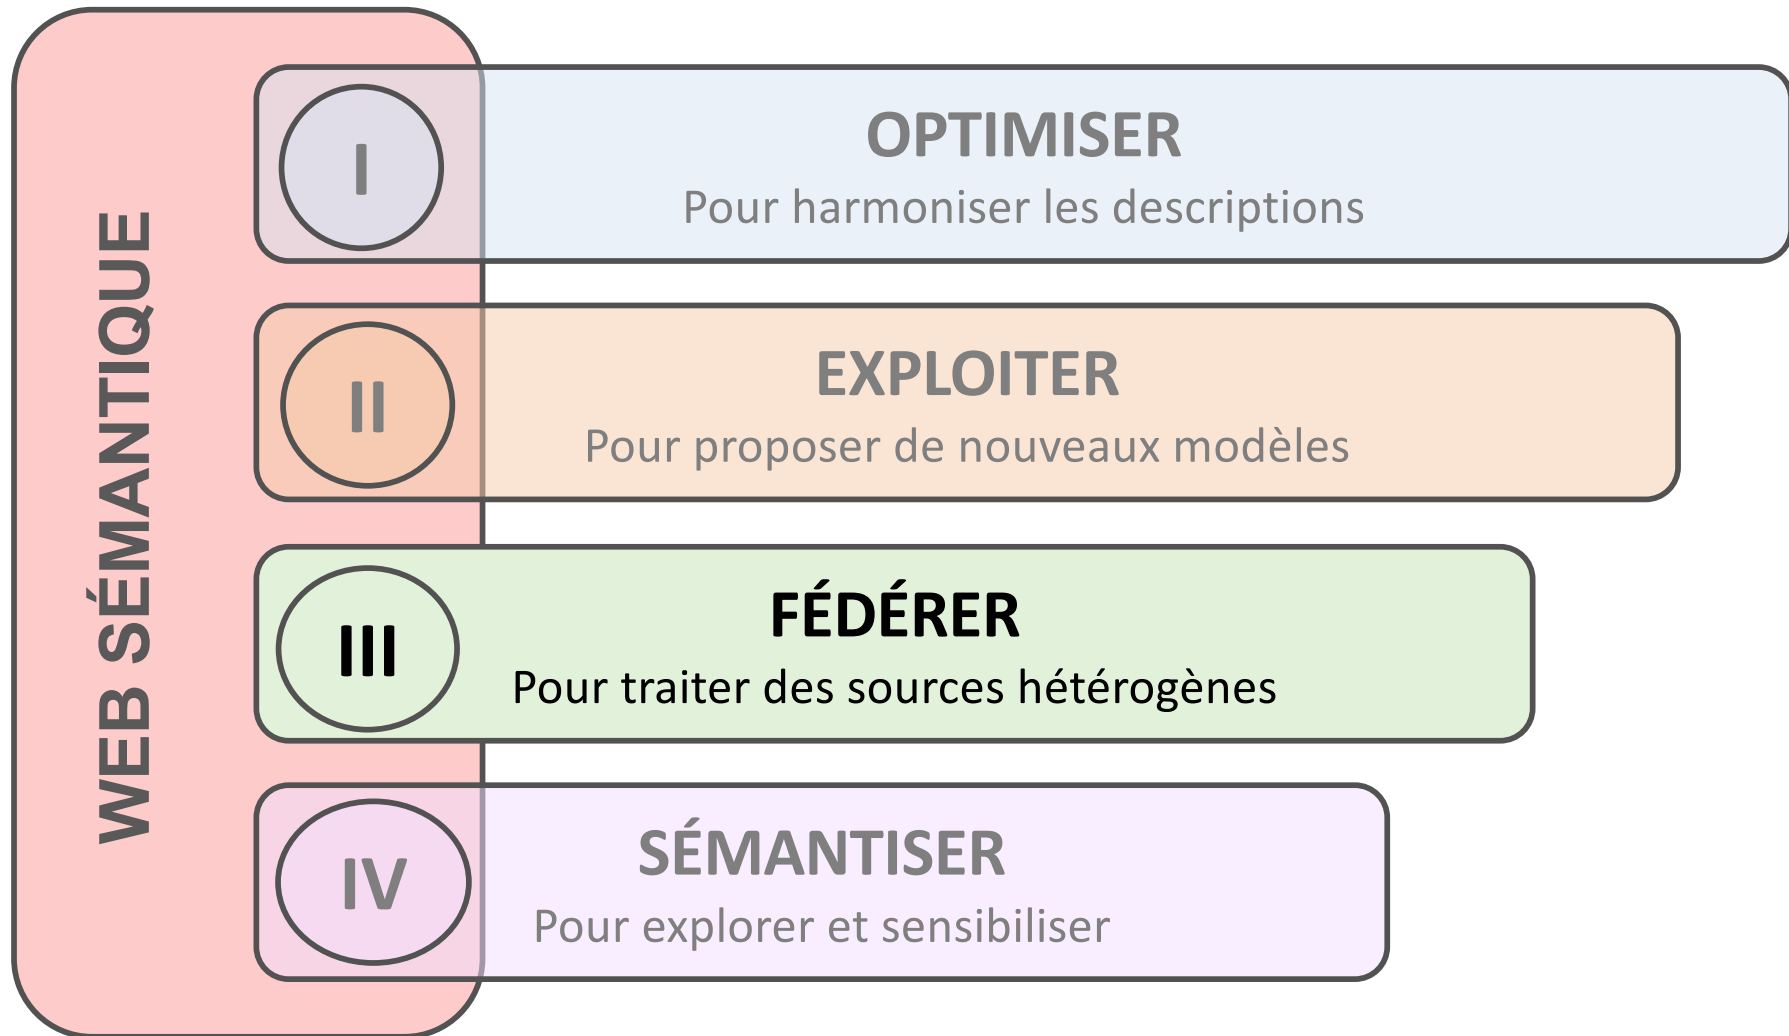 WEB SÉMANTIQUE
I
OPTIMISER
Pour harmoniser les descriptions
II
EXPLOITER
Pour proposer de nouveaux modèles
III
FÉDÉRER
Pour traiter des sources hétérogènes
IV
SÉMANTISER
Pour explorer et sensibiliser